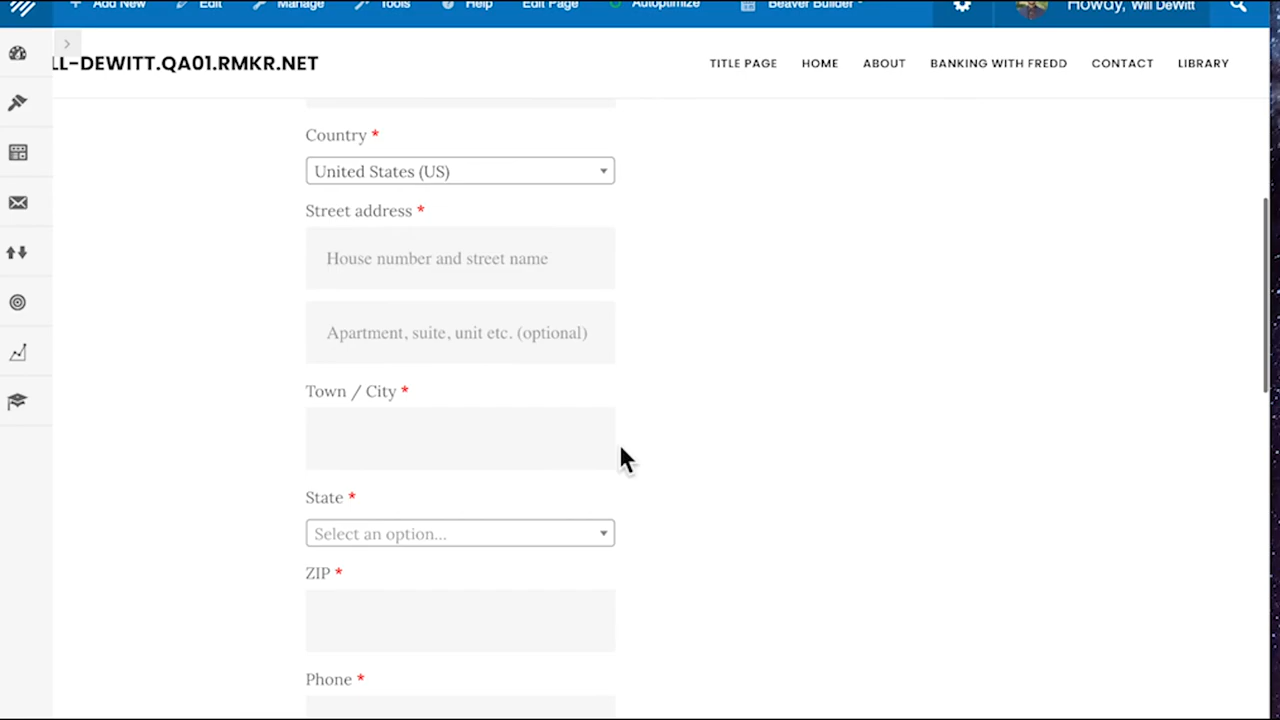 Add New Edit Manage Tools Help Edit Page Autoptimize Beaver Builder Howdy, Will DeWitt
LL-DEWITT.QA01.RMKR.NET
TITLE PAGE HOME ABOUT BANKING WITH FREDD CONTACT LIBRARY
Country *
United States (US)
Street address *
House number and street name
Apartment, suite, unit etc. (optional)
Town / City *
State *
Select an option...
ZIP *
Phone *